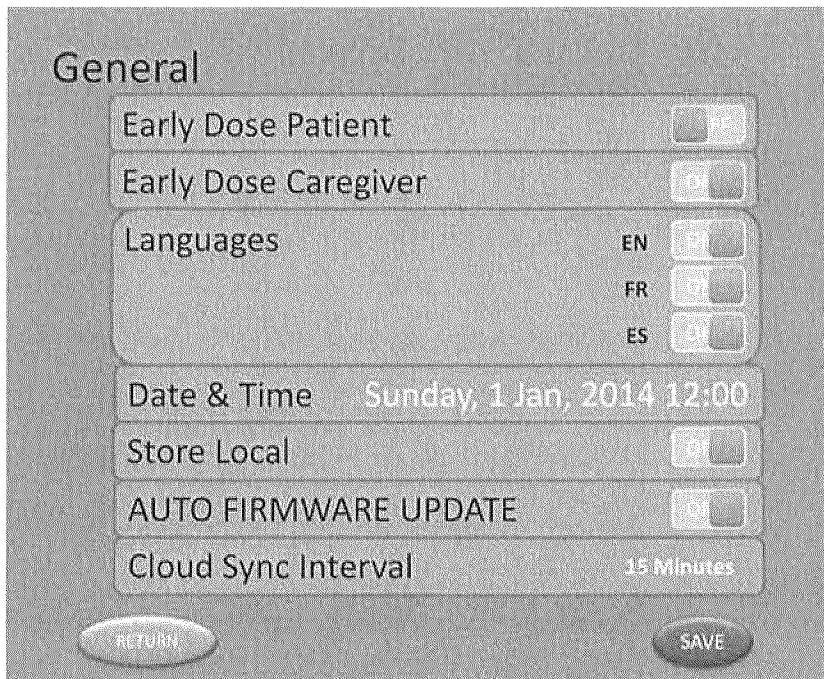 General
Early Dose Patient
Early Dose Caregiver
Languages EN
FR
ES
Date & Time Sunday, 1 Jan, 2014 12:00
Store Local
AUTO FIRMWARE UPDATE
Cloud Sync Interval 15 Minutes
RETURN SAVE